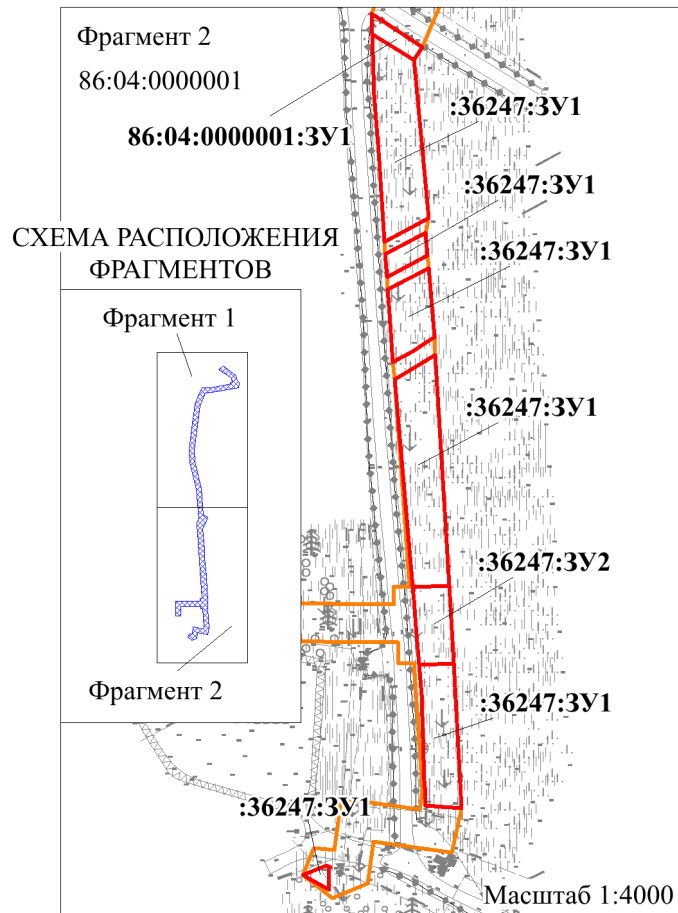 Фрагмент 2
86:04:0000001
86:04:0000001:ЗУ1
:36247:ЗУ1
:36247:ЗУ1
:36247:ЗУ1
СХЕМА РАСПОЛОЖЕНИЯ
ФРАГМЕНТОВ
Фрагмент 1
:36247:ЗУ1
:36247:ЗУ2
Фрагмент 2
:36247:ЗУ1
:36247:ЗУ1
Масштаб 1:4000